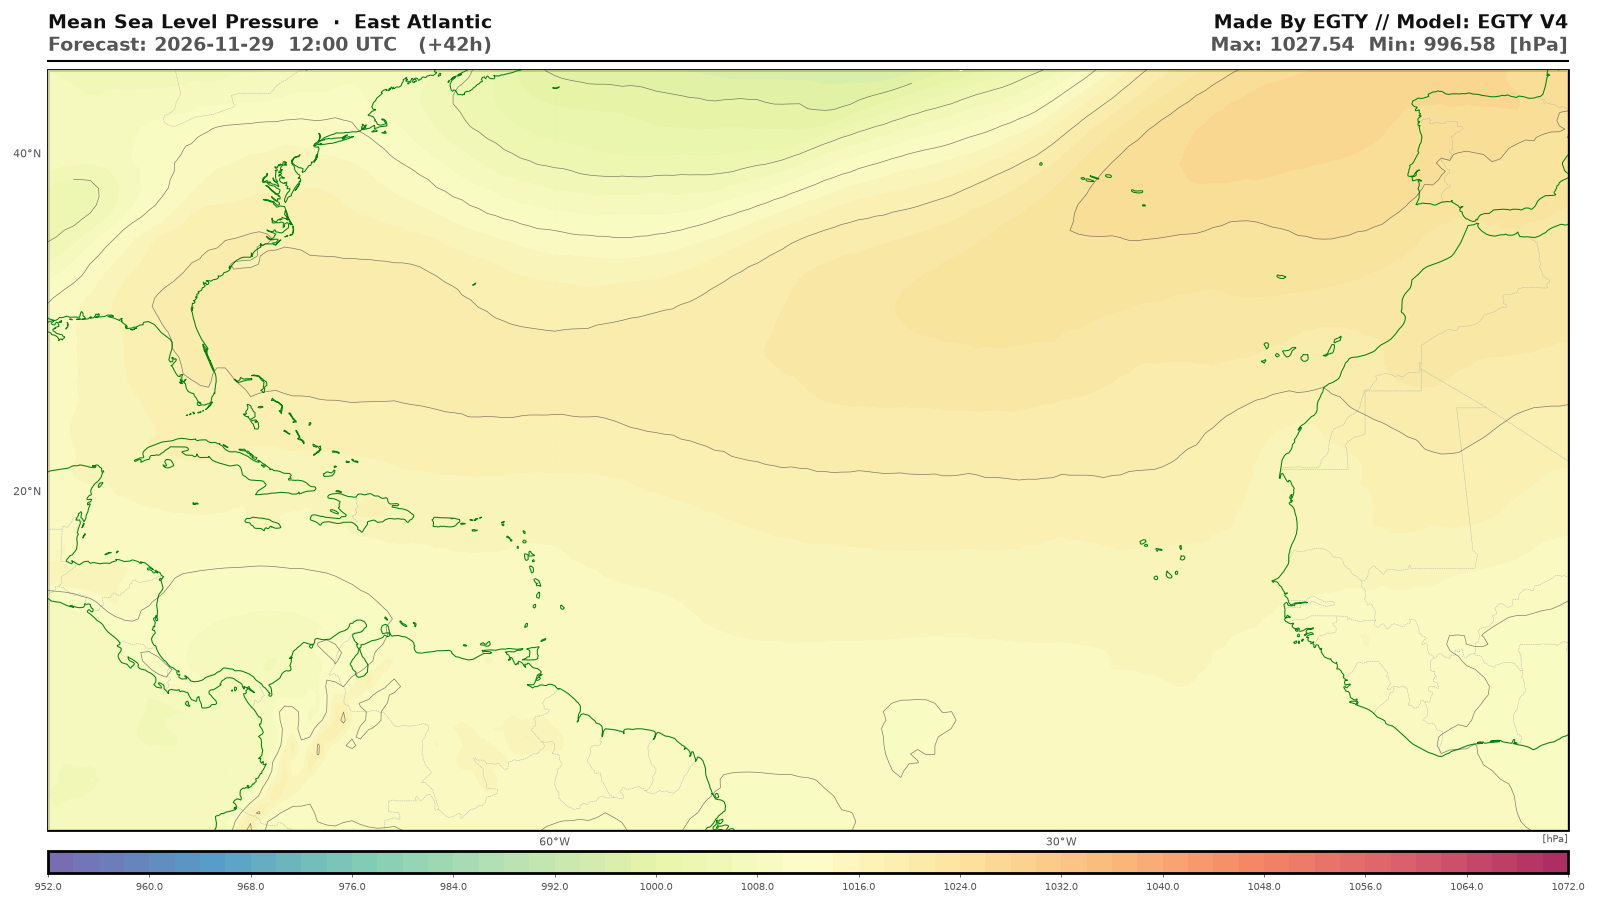 Mean Sea Level Pressure · East Atlantic
Made By EGTY // Model: EGTY V4
Forecast: 2026-11-29 12:00 UTC (+42h)
Max: 1027.54 Min: 996.58 [hPa]
40°N
20°N
60°W
30°W
[hPa]
952.0 960.0 968.0 976.0 984.0 992.0 1000.0 1008.0 1016.0 1024.0 1032.0 1040.0 1048.0 1056.0 1064.0 1072.0